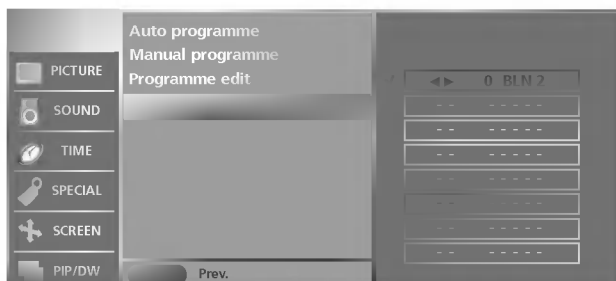 Auto programme
Manual programme
Programme edit
PICTURE
SOUND
TIME
SPECIAL
SCREEN
PIP/DW
Prev.
◀▶ 0 BLN 2
- - - - - - -
- - - - - - -
- - - - - - -
- - - - - - -
- - - - - - -
- - - - - - -
- - - - - - -